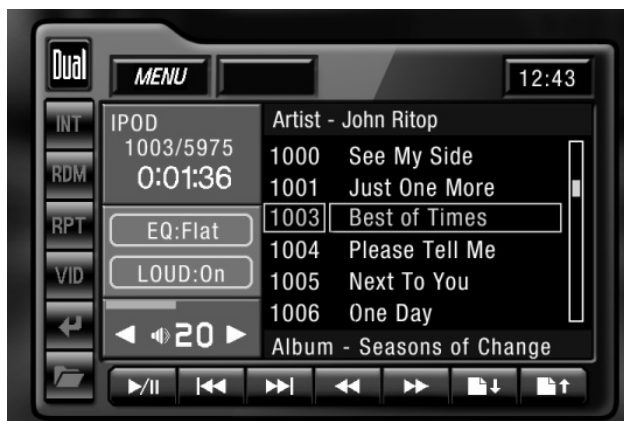 Dual
MENU
12:43
INT
RDM
RPT
VID
IPOD
1003/5975
0:01:36
EQ:Flat
LOUD:On
20
Artist - John Ritop
1000 See My Side
1001 Just One More
1003 Best of Times
1004 Please Tell Me
1005 Next To You
1006 One Day
Album - Seasons of Change